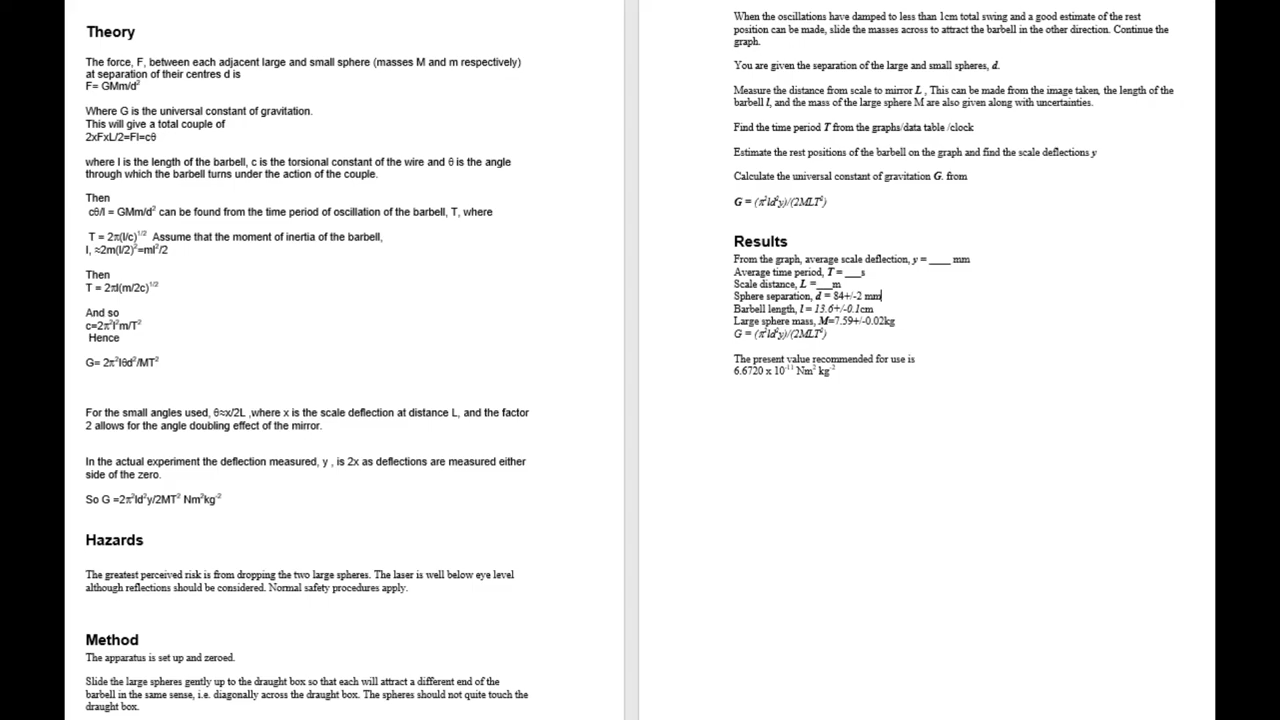 Theory
The force, F, between each adjacent large and small sphere (masses M and m respectively)
at separation of their centres d is
F= GMm/d²
Where G is the universal constant of gravitation.
This will give a total couple of
2xFxL/2=Fl=cθ
where l is the length of the barbell, c is the torsional constant of the wire and θ is the angle
through which the barbell turns under the action of the couple.
Then
cθ/l = GMm/d² can be found from the time period of oscillation of the barbell, T, where
T = 2π(I/c)¹ᐟ² Assume that the moment of inertia of the barbell,
I, ≈2m(l/2)²=ml²/2
Then
T = 2πl(m/2c)¹ᐟ²
And so
c=2π²l²m/T²
Hence
G= 2π²lθd²/MT²
For the small angles used, θ≈x/2L ,where x is the scale deflection at distance L, and the factor
2 allows for the angle doubling effect of the mirror.
In the actual experiment the deflection measured, y , is 2x as deflections are measured either
side of the zero.
So G =2π²ld²y/2MT² Nm²kg⁻²
Hazards
The greatest perceived risk is from dropping the two large spheres. The laser is well below eye level
although reflections should be considered. Normal safety procedures apply.
Method
The apparatus is set up and zeroed.
Slide the large spheres gently up to the draught box so that each will attract a different end of the
barbell in the same sense, i.e. diagonally across the draught box. The spheres should not quite touch the
draught box.
When the oscillations have damped to less than 1cm total swing and a good estimate of the rest
position can be made, slide the masses across to attract the barbell in the other direction. Continue the
graph.
You are given the separation of the large and small spheres, d.
Measure the distance from scale to mirror L , This can be made from the image taken, the length of the
barbell l, and the mass of the large sphere M are also given along with uncertainties.
Find the time period T from the graphs/data table /clock
Estimate the rest positions of the barbell on the graph and find the scale deflections y
Calculate the universal constant of gravitation G. from
G = (π²ld²y)/(2MLT²)
Results
From the graph, average scale deflection, y = ____ mm
Average time period, T = ___s
Scale distance, L =___m
Sphere separation, d = 84+/-2 mm
Barbell length, l = 13.6+/-0.1cm
Large sphere mass, M=7.59+/-0.02kg
G = (π²ld²y)/(2MLT²)
The present value recommended for use is
6.6720 x 10⁻¹¹ Nm² kg⁻²